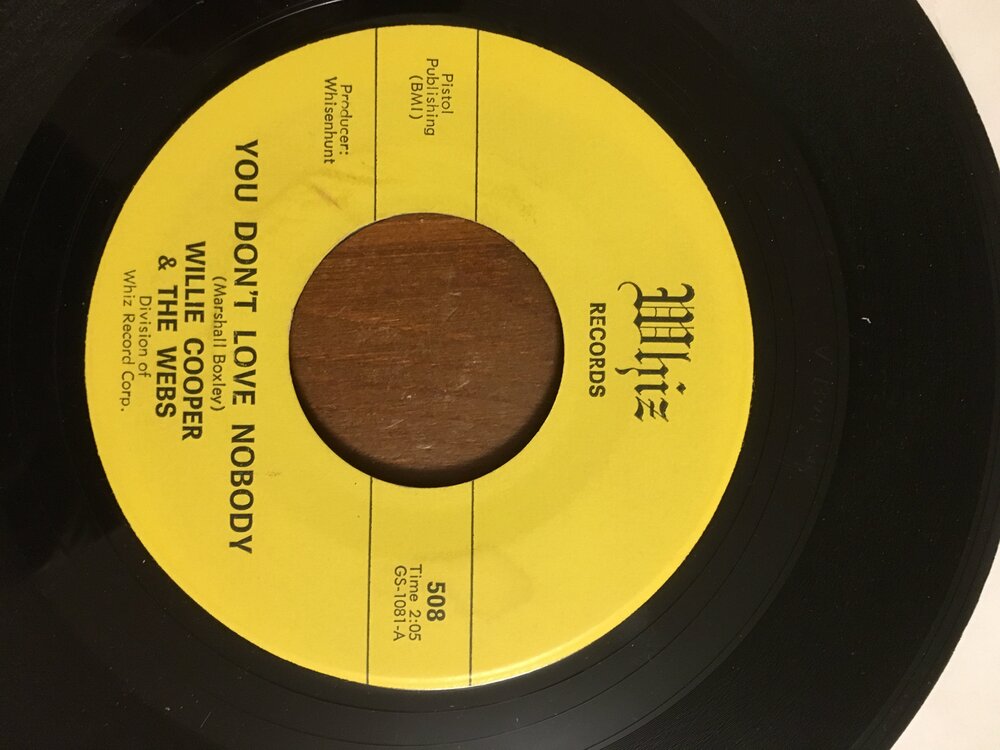 Whiz
RECORDS
Pistol
Publishing
(BMI)
508
Time 2:05
GS-1081-A
Producer:
Whisenhunt
YOU DON'T LOVE NOBODY
(Marshall Boxley)
WILLIE COOPER
& THE WEBS
Division of
Whiz Record Corp.